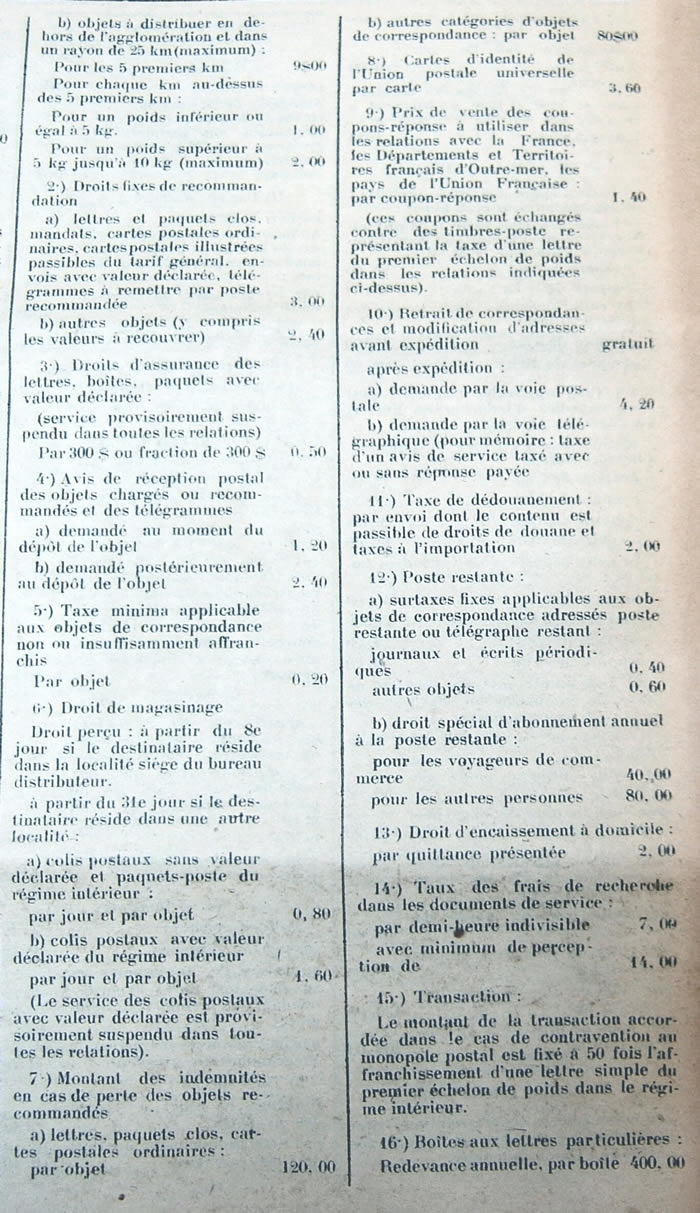 b) objets à distribuer en de-
hors de l'agglomération et dans
un rayon de 25 km(maximum) :
Pour les 5 premiers km 9$00
Pour chaque km au-dessus
des 5 premiers km :
Pour un poids inférieur ou
égal à 5 kg. 1.00
Pour un poids supérieur à
5 kg jusqu'à 10 kg (maximum) 2.00
2·) Droits fixes de recomman-
dation
a) lettres et paquets clos,
mandats, cartes postales ordi-
naires, cartes postales illustrées
passibles du tarif général, en-
vois avec valeur déclarée, télé-
grammes à remettre par poste
recommandée 3,00
b) autres objets (y compris
les valeurs à recouvrer) 2,40
3·) Droits d'assurance des
lettres, boîtes, paquets avec
valeur déclarée :
(service provisoirement sus-
pendu dans toutes les relations)
Par 300 $ ou fraction de 300 $ 0,50
4·) Avis de réception postal
des objets chargés ou recom-
mandés et des télégrammes
a) demandé au moment du
dépôt de l'objet 1,20
b) demandé postérieurement
au dépôt de l'objet 2,40
5·) Taxe minima applicable
aux objets de correspondance
non ou insuffisamment affran-
chis
Par objet 0,20
6·) Droit de magasinage
Droit perçu : à partir du 8e
jour si le destinataire réside
dans la localité siége du bureau
distributeur.
à partir du 31e jour si le des-
tinataire réside dans une autre
localité :
a) colis postaux sans valeur
déclarée et paquets-poste du
régime intérieur :
par jour et par objet 0,80
b) colis postaux avec valeur
déclarée du régime intérieur
par jour et par objet 1,60
(Le service des colis postaux
avec valeur déclarée est provi-
soirement suspendu dans tou-
tes les relations).
7·) Montant des indemnités
en cas de perte des objets re-
commandés
a) lettres, paquets clos, car-
tes postales ordinaires :
par objet 120,00
b) autres catégories d'objets
de correspondance : par objet 80$00
8·) Cartes d'identité de
l'Union postale universelle
par carte 3,60
9·) Prix de vente des cou-
pons-réponse à utiliser dans
les relations avec la France,
les Départements et Territoi-
res français d'Outre-mer, les
pays de l'Union Française :
par coupon-réponse 1,40
(ces coupons sont échangés
contre des timbres-poste re-
présentant la taxe d'une lettre
du premier échelon de poids
dans les relations indiquées
ci-dessus).
10·) Retrait de correspondan-
ces et modification d'adresses
avant expédition gratuit
après expédition :
a) demande par la voie pos-
tale 4,20
b) demande par la voie télé-
graphique (pour mémoire : taxe
d'un avis de service taxé avec
ou sans réponse payée
11·) Taxe de dédouanement :
par envoi dont le contenu est
passible de droits de douane et
taxes à l'importation 2.00
12·) Poste restante :
a) surtaxes fixes applicables aux ob-
jets de correspondance adressés poste
restante ou télégraphe restant :
journaux et écrits périodi-
ques 0,40
autres objets 0,60
b) droit spécial d'abonnement annuel
à la poste restante :
pour les voyageurs de com-
merce 40,00
pour les autres personnes 80,00
13·) Droit d'encaissement à domicile :
par quittance présentée 2,00
14·) Taux des frais de recherche
dans les documents de service :
par demi-heure indivisible 7,00
avec minimum de percep-
tion de 14,00
15·) Transaction :
Le montant de la transaction accor-
dée dans le cas de contravention au
monopole postal est fixé à 50 fois l'af-
franchissement d'une lettre simple du
premier échelon de poids dans le régi-
me intérieur.
16·) Boîtes aux lettres particulières :
Redevance annuelle, par boîte 400,00